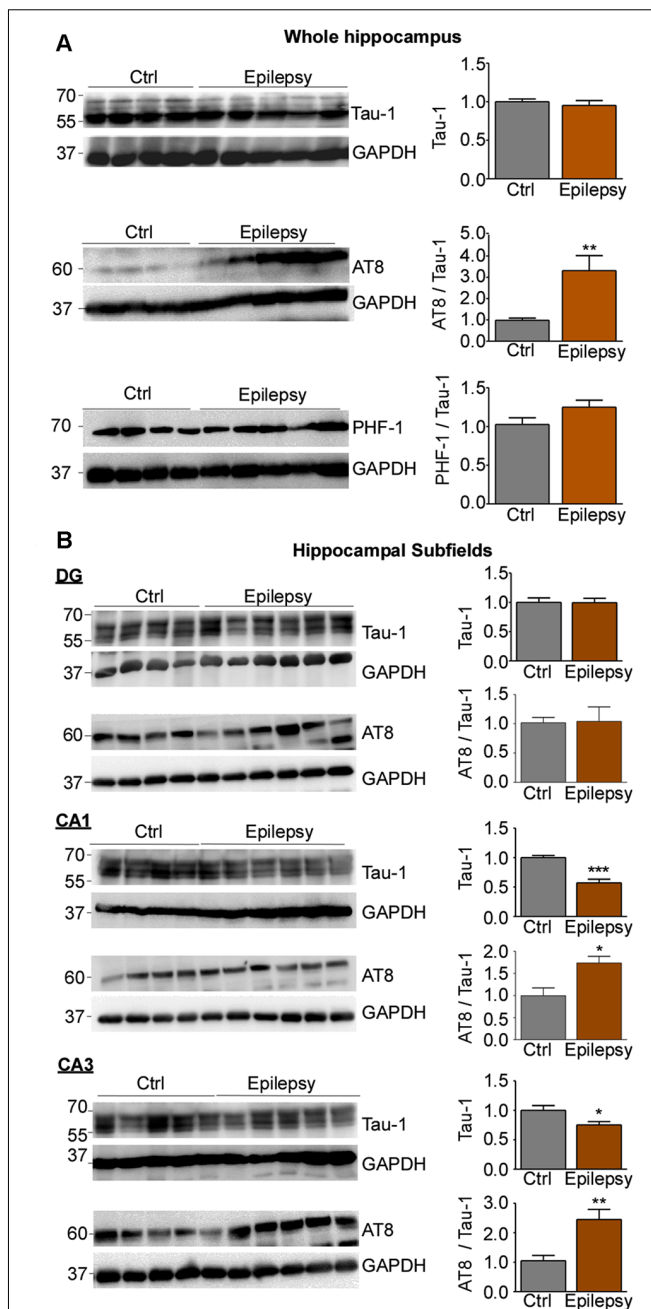 A
Whole hippocampus
Ctrl Epilepsy
70
55
Tau-1
37
GAPDH
Tau-1
1.5
1.0
0.5
0.0
Ctrl Epilepsy
Ctrl Epilepsy
60
AT8
37
GAPDH
AT8 / Tau-1
5.0
4.0
3.0
2.0
1.0
0.0
**
Ctrl Epilepsy
Ctrl Epilepsy
70
PHF-1
37
GAPDH
PHF-1 / Tau-1
1.5
1.0
0.5
0.0
Ctrl Epilepsy
B
Hippocampal Subfields
DG
Ctrl Epilepsy
70
55
Tau-1
37
GAPDH
Tau-1
1.5
1.0
0.5
0.0
Ctrl Epilepsy
60
AT8
37
GAPDH
AT8 / Tau-1
1.5
1.0
0.5
0.0
Ctrl Epilepsy
CA1
Ctrl Epilepsy
70
55
Tau-1
37
GAPDH
Tau-1
1.5
1.0
0.5
0.0
***
Ctrl Epilepsy
60
AT8
37
GAPDH
AT8 / Tau-1
2.0
1.5
1.0
0.5
0.0
*
Ctrl Epilepsy
CA3
Ctrl Epilepsy
70
55
Tau-1
37
GAPDH
Tau-1
1.5
1.0
0.5
0.0
*
Ctrl Epilepsy
60
AT8
37
GAPDH
AT8 / Tau-1
3.0
2.0
1.0
0.0
**
Ctrl Epilepsy